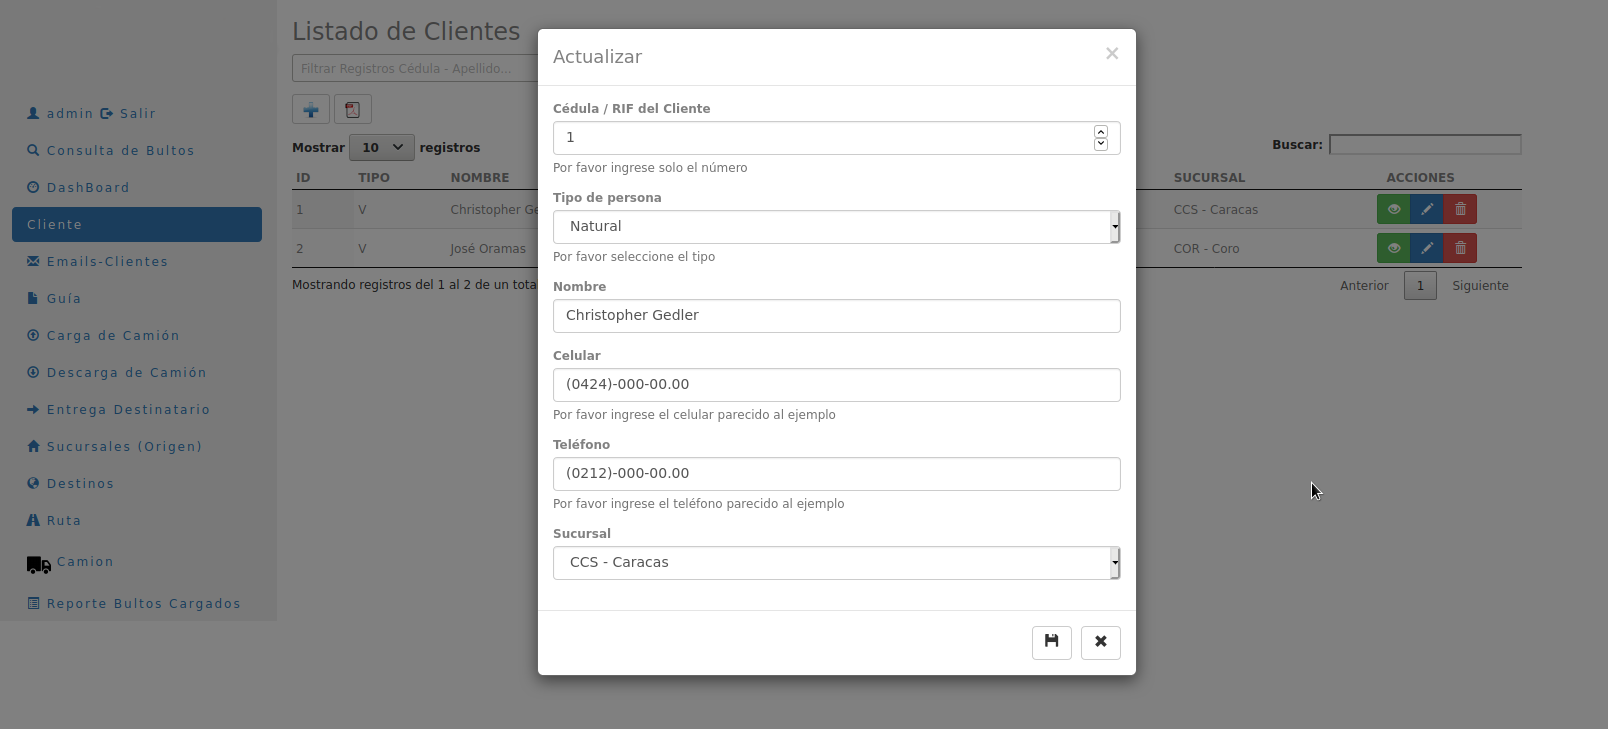 Listado de Clientes
Filtrar Registros Cédula - Apellido...
admin Salir
Consulta de Bultos
DashBoard
Cliente
Emails-Clientes
Guía
Carga de Camión
Descarga de Camión
Entrega Destinatario
Sucursales (Origen)
Destinos
Ruta
Camion
Reporte Bultos Cargados
Mostrar 10 registros
Buscar:
ID TIPO NOMBRE SUCURSAL ACCIONES
1 V Christopher Ge CCS - Caracas
2 V José Oramas COR - Coro
Mostrando registros del 1 al 2 de un tota
Anterior 1 Siguiente
Actualizar ×
Cédula / RIF del Cliente
1
Por favor ingrese solo el número
Tipo de persona
Natural
Por favor seleccione el tipo
Nombre
Christopher Gedler
Celular
(0424)-000-00.00
Por favor ingrese el celular parecido al ejemplo
Teléfono
(0212)-000-00.00
Por favor ingrese el teléfono parecido al ejemplo
Sucursal
CCS - Caracas